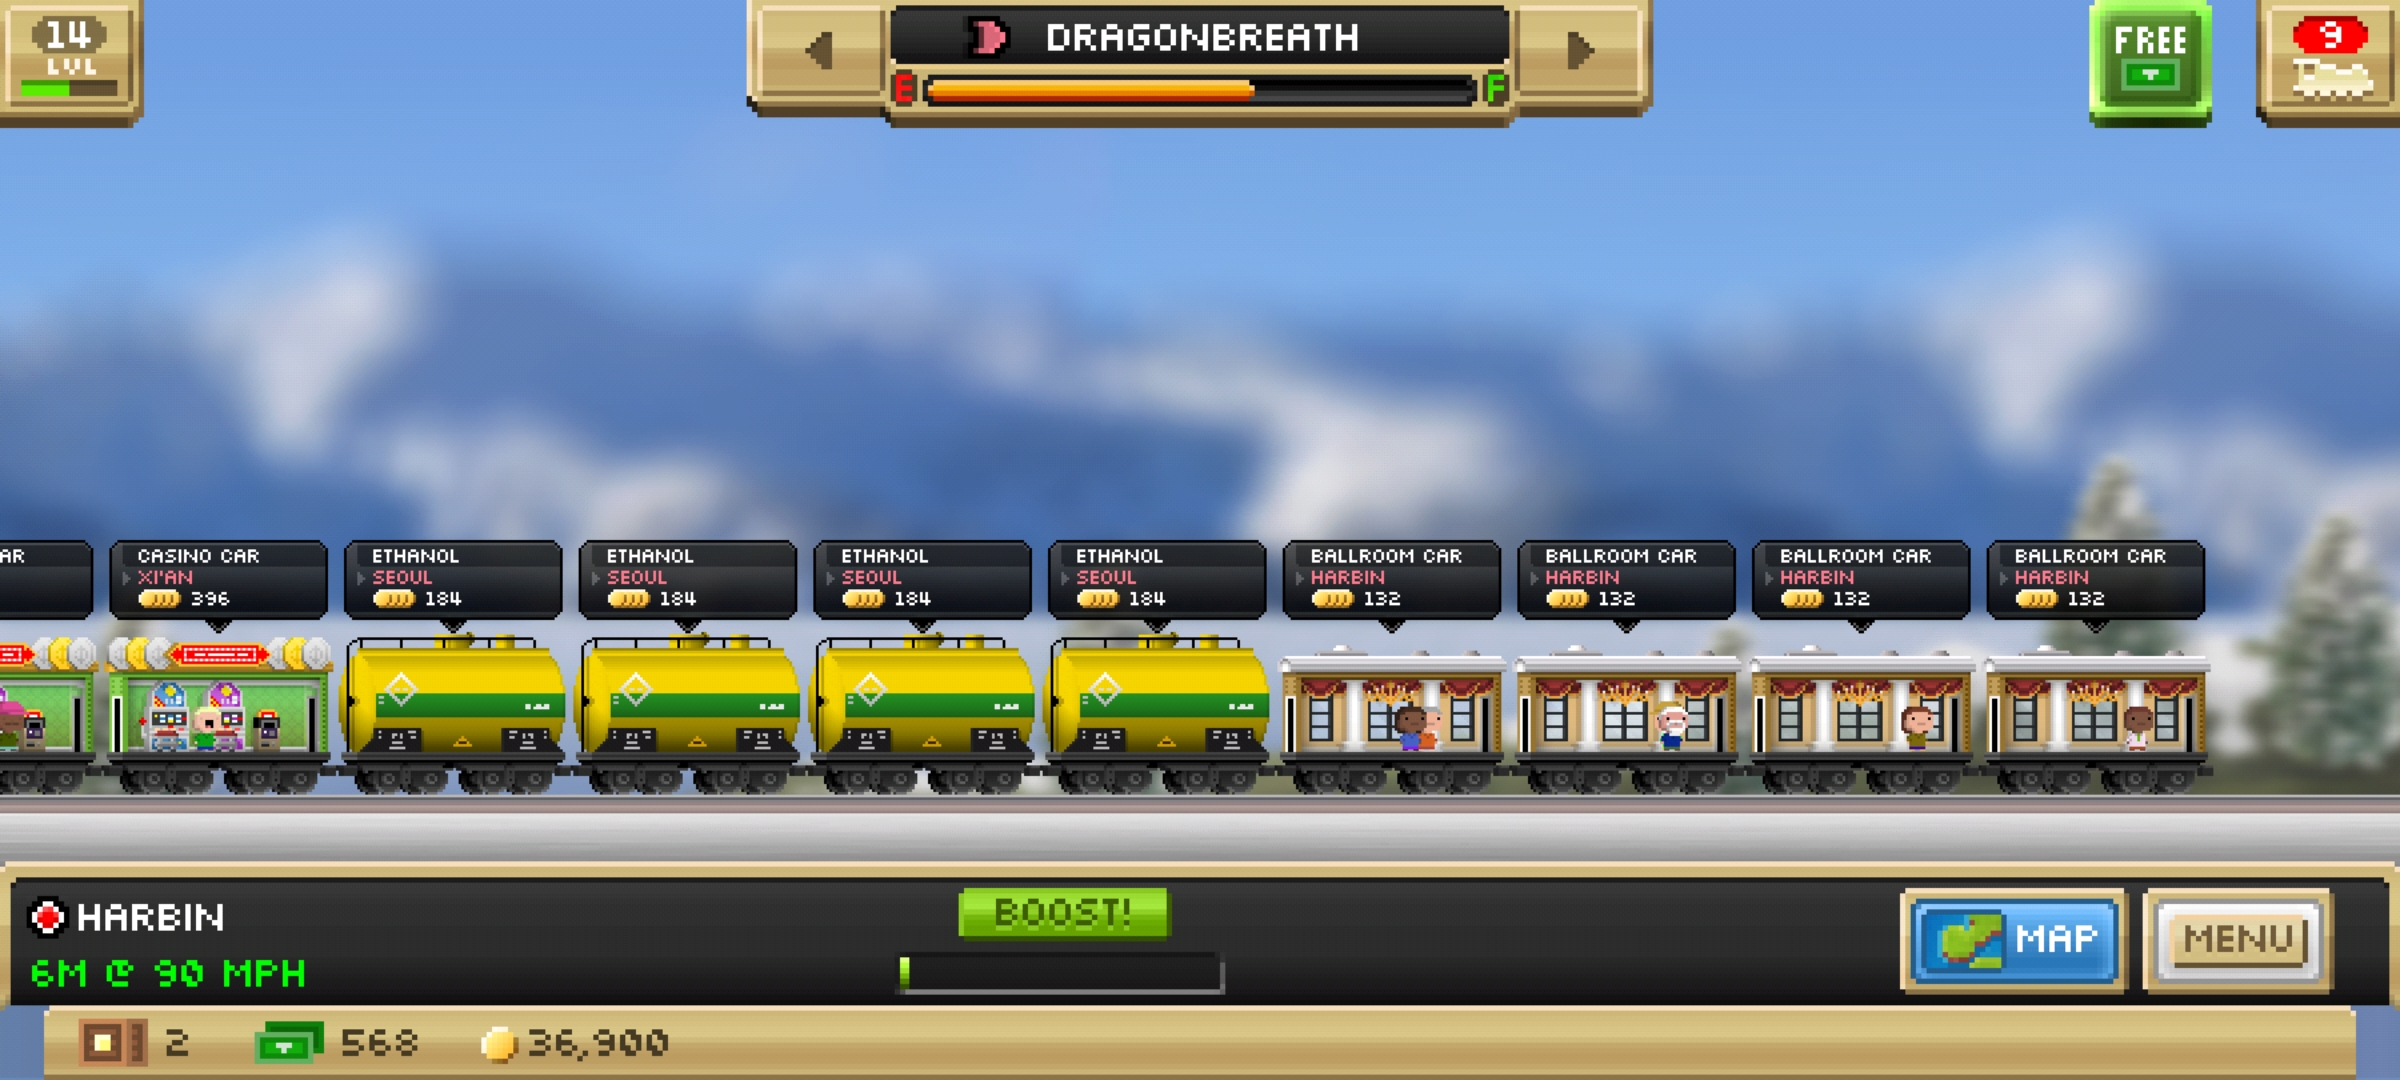 14
LVL
DRAGONBREATH
E
F
FREE
9
AR
CASINO CAR
XI'AN
396
ETHANOL
SEOUL
184
ETHANOL
SEOUL
184
ETHANOL
SEOUL
184
ETHANOL
SEOUL
184
BALLROOM CAR
HARBIN
132
BALLROOM CAR
HARBIN
132
BALLROOM CAR
HARBIN
132
BALLROOM CAR
HARBIN
132
HARBIN
6M @ 90 MPH
BOOST!
MAP
MENU
2
568
36,900